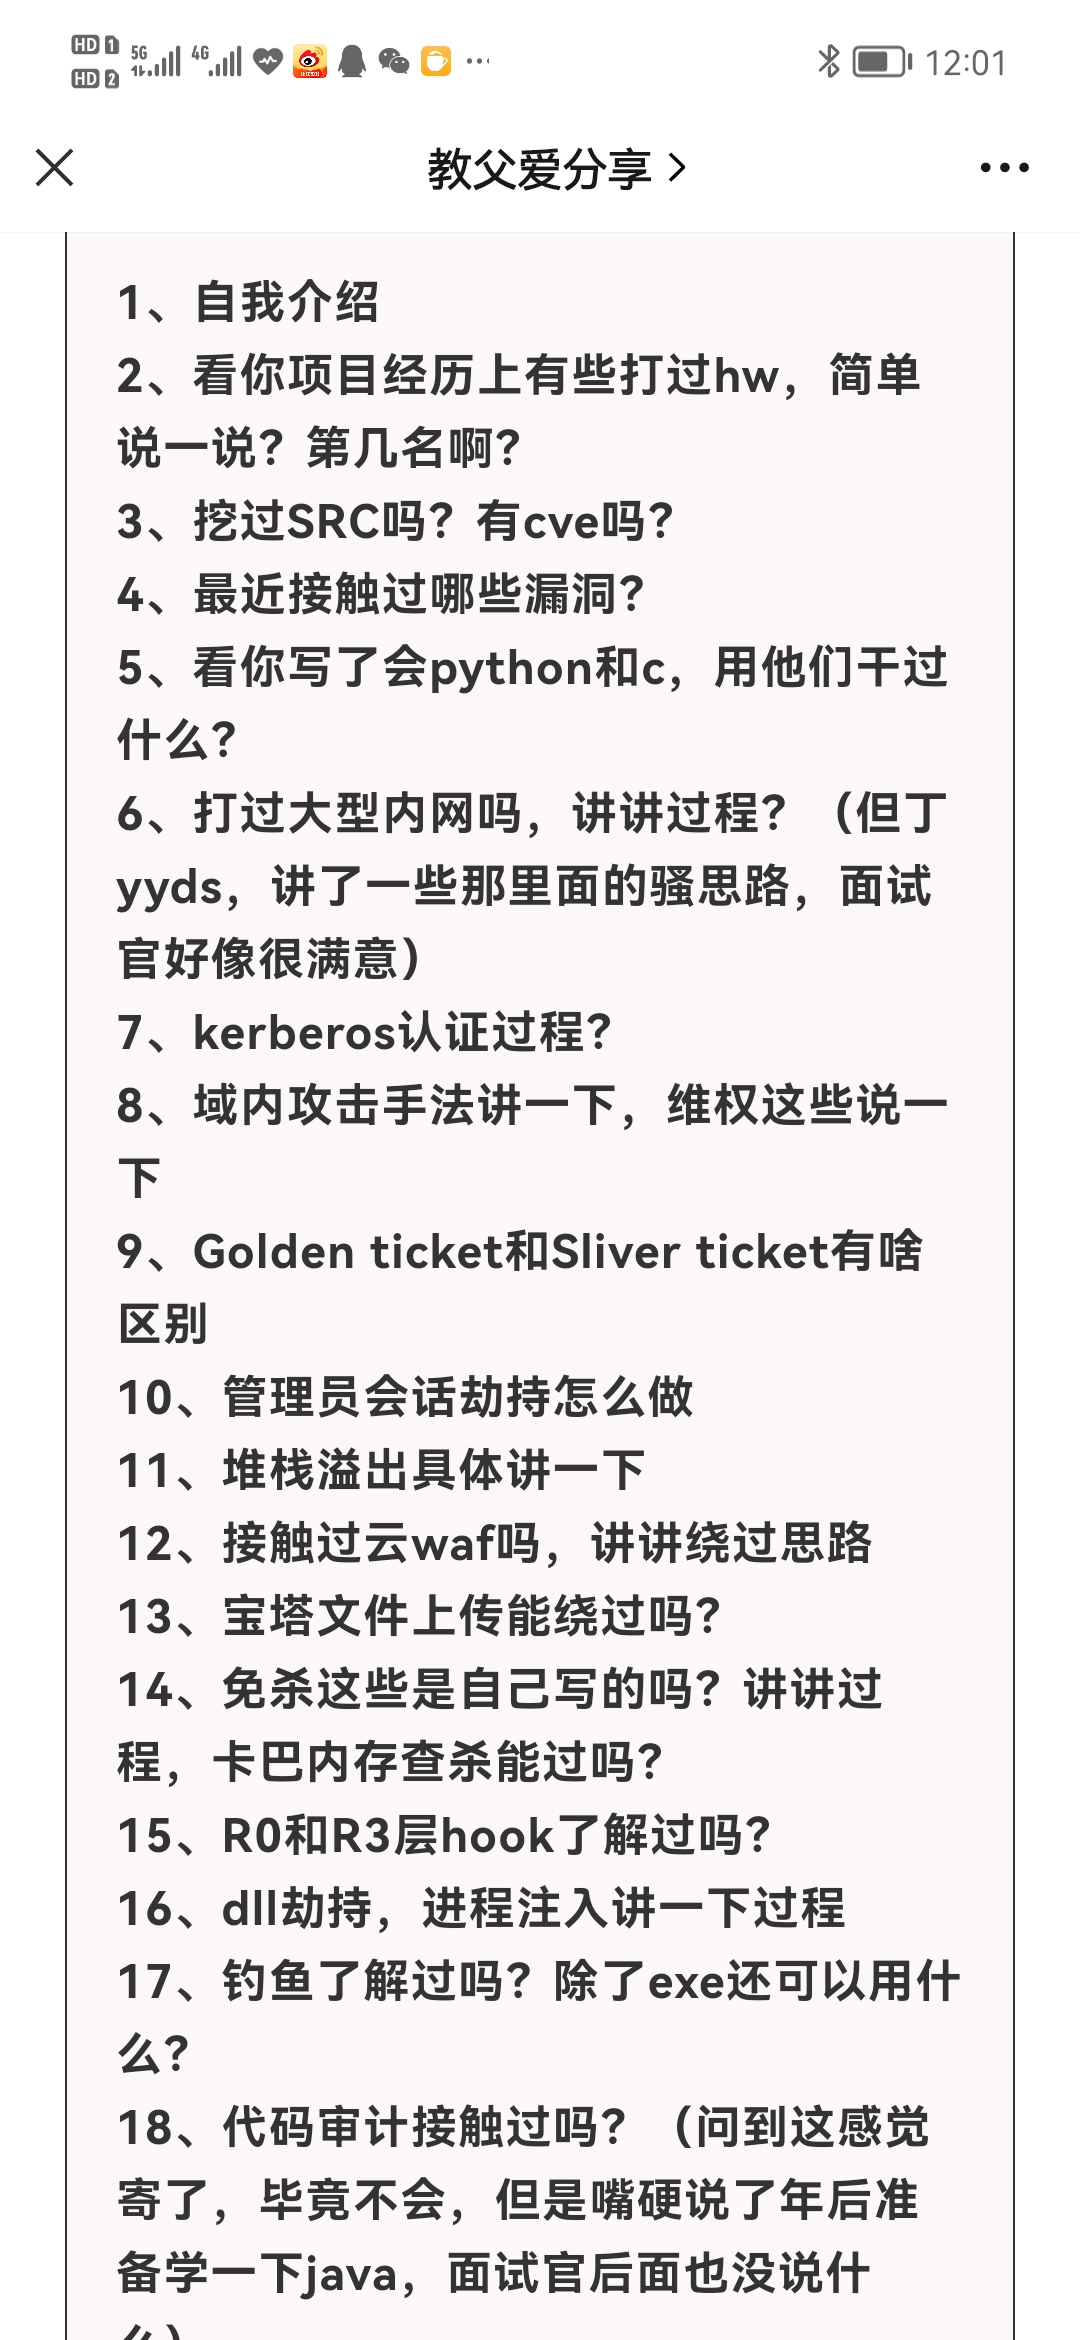 HD 1 5G 4G 12:01
HD 2
教父爱分享
1、自我介绍
2、看你项目经历上有些打过hw，简单
说一说？第几名啊？
3、挖过SRC吗？有cve吗？
4、最近接触过哪些漏洞？
5、看你写了会python和c，用他们干过
什么？
6、打过大型内网吗，讲讲过程？（但丁
yyds，讲了一些那里面的骚思路，面试
官好像很满意）
7、kerberos认证过程？
8、域内攻击手法讲一下，维权这些说一
下
9、Golden ticket和Sliver ticket有啥
区别
10、管理员会话劫持怎么做
11、堆栈溢出具体讲一下
12、接触过云waf吗，讲讲绕过思路
13、宝塔文件上传能绕过吗？
14、免杀这些是自己写的吗？讲讲过
程，卡巴内存查杀能过吗？
15、R0和R3层hook了解过吗？
16、dll劫持，进程注入讲一下过程
17、钓鱼了解过吗？除了exe还可以用什
么？
18、代码审计接触过吗？（问到这感觉
寄了，毕竟不会，但是嘴硬说了年后准
备学一下java，面试官后面也没说什
么）